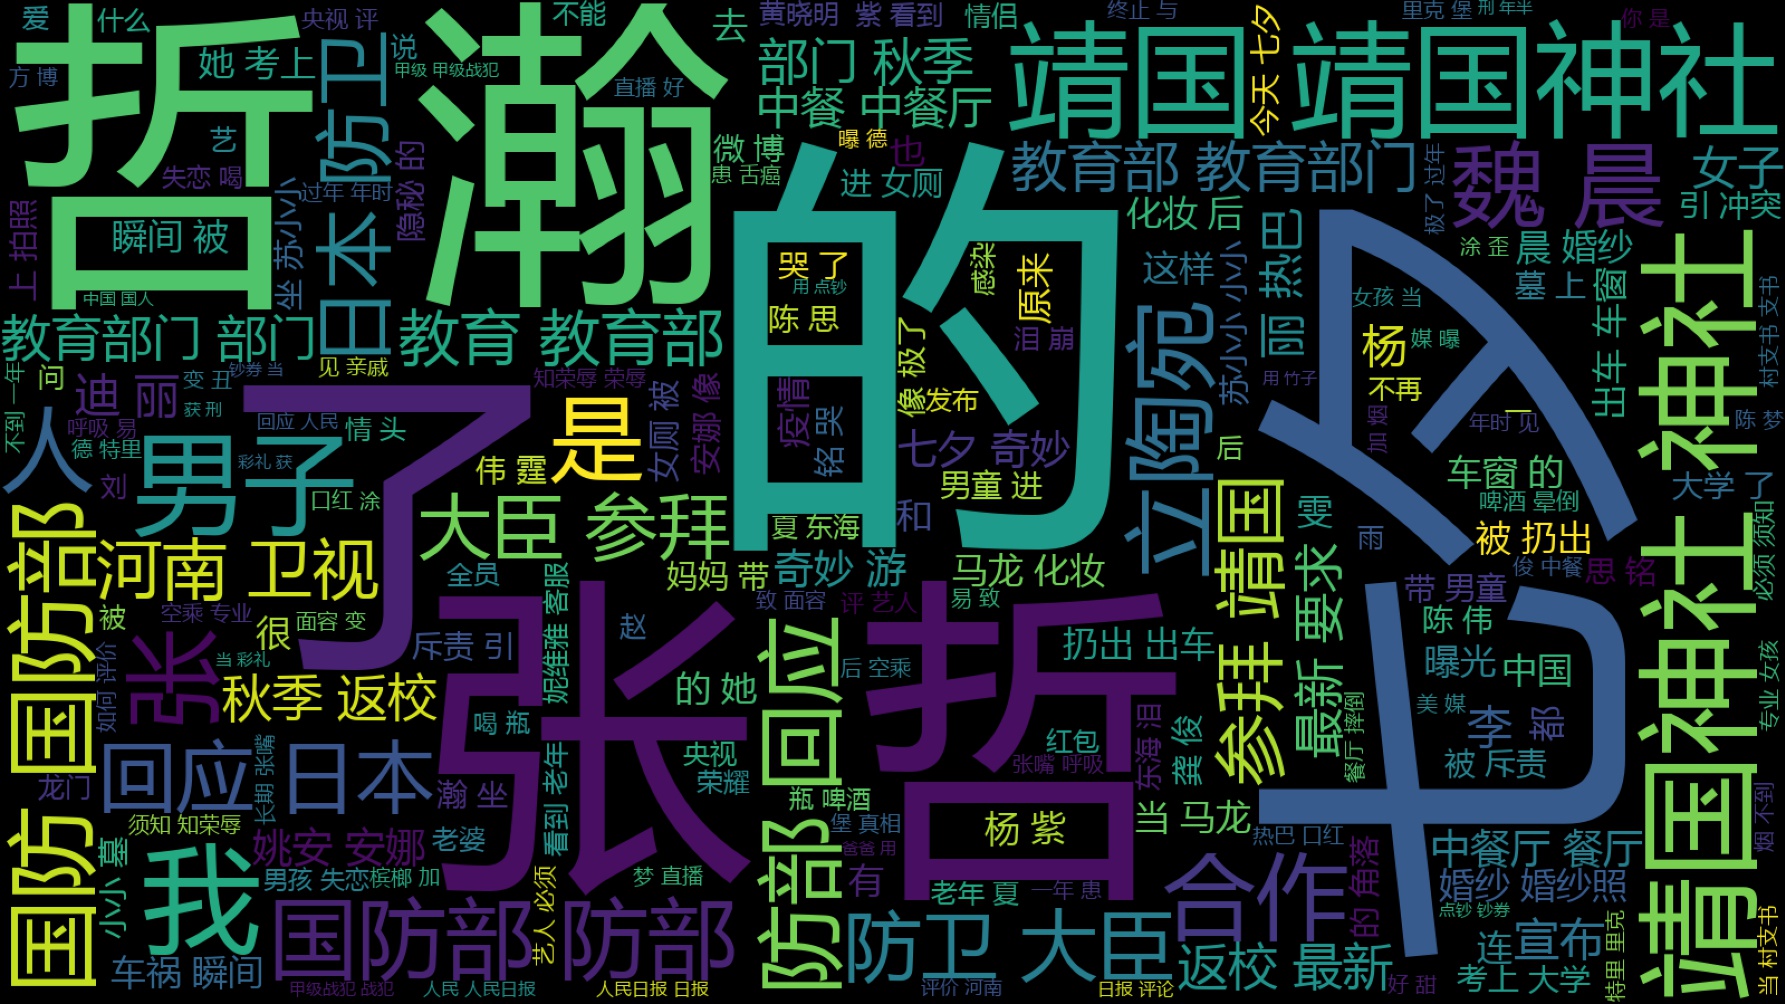 爱 什么
央视 评
不能
去
黄晓明 紫 看到 情侣
终止 与
里克 堡 刑 年半
你 是
哲 瀚
她 考上
日本 防卫
说
甲级 甲级战犯
方 博
直播 好
部门 秋季
中餐 中餐厅
靖国 靖国神社
今天 七夕
艺
失恋 喝
过年 年时
隐秘 的
微 博
曝 德
也
患 舌癌
进 女厕
教育部 教育部门
极了 过年
魏 晨
女子
引 冲突
上 拍照
瞬间 被
坐 苏小小
中国 国人
的
化妆 后
哭 了
用 点钞
感染
原来
陈 思
泪 崩
这样
苏小小 小小
丽 热巴
七夕
涂 歪
晨 婚纱
墓 上
女孩 当
出车 车窗
神社 神社
村支书 支书
教育部门 部门
教育 教育部
见 亲戚
像 极了
发布
立陶宛
杨
媒 曝
不再
用 竹子
不到 一年
问
迪 丽
变 丑
钞券 当
获 刑
知荣辱 荣辱
女厕 被
安娜 像
疫情
铭 哭
七夕 奇妙
后
加 烟
一
年时 见
陈 梦
人
呼吸 易
回应 人民
情 头
德 特里
男子
彩礼 获
了
是
伟 霆
刘
口红 涂
大臣 参拜
男童 进
和
车窗 的
啤酒 晕倒
大学 了
国防 国防部
河南 卫视
夏 东海
参拜 靖国
雯
雨
被 扔出
必须 须知
全员
妈妈 带
奇妙 游
马龙 化妆
最新 要求
带 男童
俊 中餐
思 铭
被
空乘 专业
面容 变
很
妮维雅 客服
赵
致 面容
评 艺人
易 致
陈 伟
张 哲
当 彩礼
斥责 引
防部 回应
后 空乘
扔出 出车
曝光
中国
如何 评价
张
秋季 返校
的 她
专业 女孩
喝 瓶
美 媒
李
都
回应 日本
长期 张嘴
看到 老年
央视
荣耀
红包
张嘴 呼吸
东海 泪
龚 俊
餐厅 摔倒
被 斥责
靖国神社
龙门
瀚 坐
瓶 啤酒
当 马龙
烟 不到
须知 知荣辱
老婆
堡 真相
杨 紫
热巴 口红
小小 墓
姚安 安娜
爸爸 用
中餐厅 餐厅
我
男孩 失恋
槟榔 加
梦 直播
有
老年 夏
一年 患
合作
的 角落
婚纱 婚纱照
点钞 钞券
国防部 防部
艺人 必须
防卫 大臣
连
宣布
特里 里克
当 村支书
车祸 瞬间
返校 最新
考上 大学
甲级战犯 战犯
人民 人民日报
人民日报 日报
评价 河南
日报 评论
好 甜